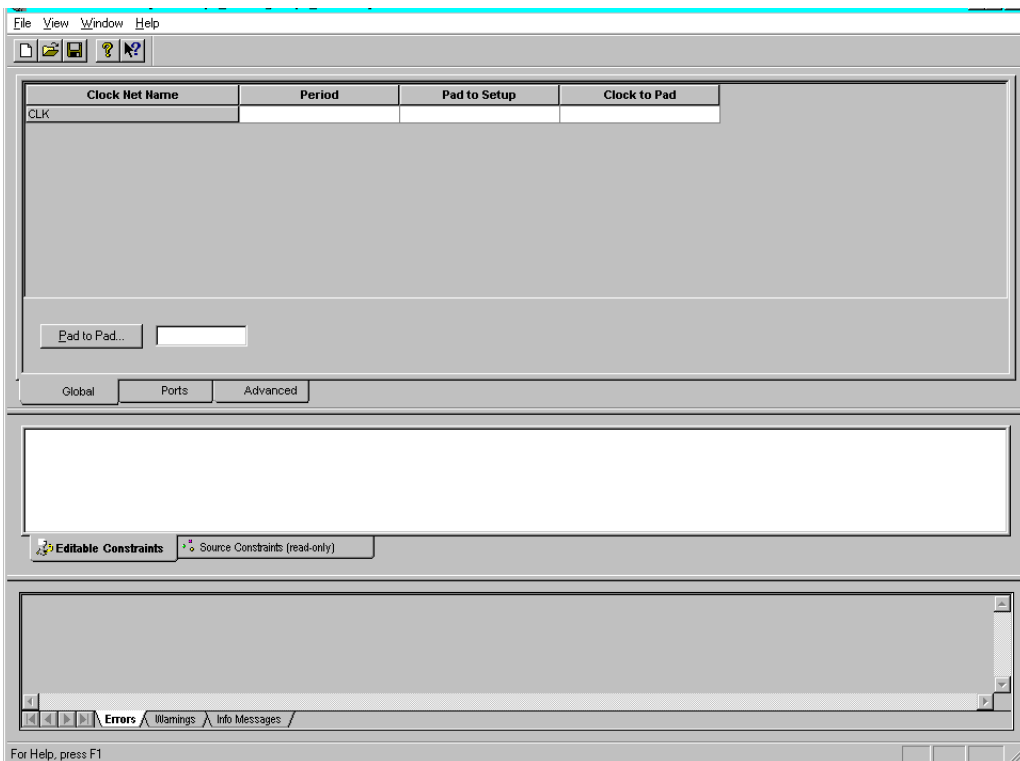 File View Window Help
Clock Net Name Period Pad to Setup Clock to Pad
CLK
Pad to Pad...
Global Ports Advanced
Editable Constraints Source Constraints (read-only)
Errors Warnings Info Messages
For Help, press F1